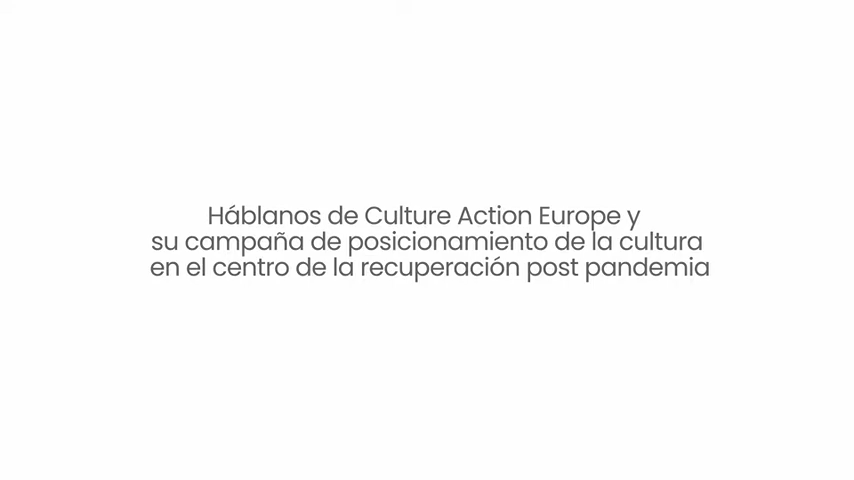 Háblanos de Culture Action Europe y
su campaña de posicionamiento de la cultura
en el centro de la recuperación post pandemia